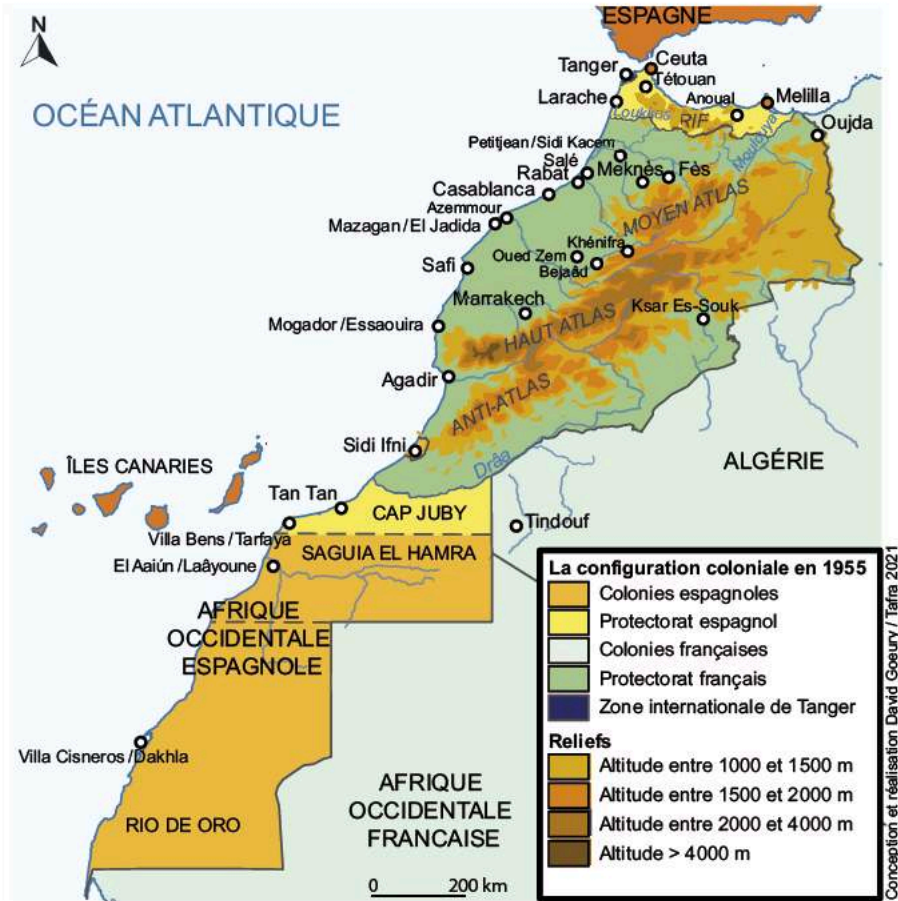 N
ESPAGNE
OCÉAN ATLANTIQUE
Tanger
Ceuta
Tétouan
Larache
Anoual
Melilla
Loukkos
RIF
Moulouya
Oujda
Petitjean/Sidi Kacem
Salé
Rabat
Meknès
Fès
Casablanca
Azemmour
Mazagan/El Jadida
MOYEN ATLAS
Khénifra
Oued Zem
Bejaâd
Safi
Marrakech
Ksar Es-Souk
Mogador/Essaouira
HAUT ATLAS
Agadir
ANTI-ATLAS
Sidi Ifni
Drâa
ALGÉRIE
ÎLES CANARIES
Tan Tan
CAP JUBY
Tindouf
Villa Bens/Tarfaya
SAGUIA EL HAMRA
El Aaiún/Laâyoune
AFRIQUE
OCCIDENTALE
ESPAGNOLE
Villa Cisneros/Dakhla
RIO DE ORO
AFRIQUE
OCCIDENTALE
FRANCAISE
0 200 km
La configuration coloniale en 1955
Colonies espagnoles
Protectorat espagnol
Colonies françaises
Protectorat français
Zone internationale de Tanger
Reliefs
Altitude entre 1000 et 1500 m
Altitude entre 1500 et 2000 m
Altitude entre 2000 et 4000 m
Altitude > 4000 m
Conception et réalisation David Goeury / Tafra 2021